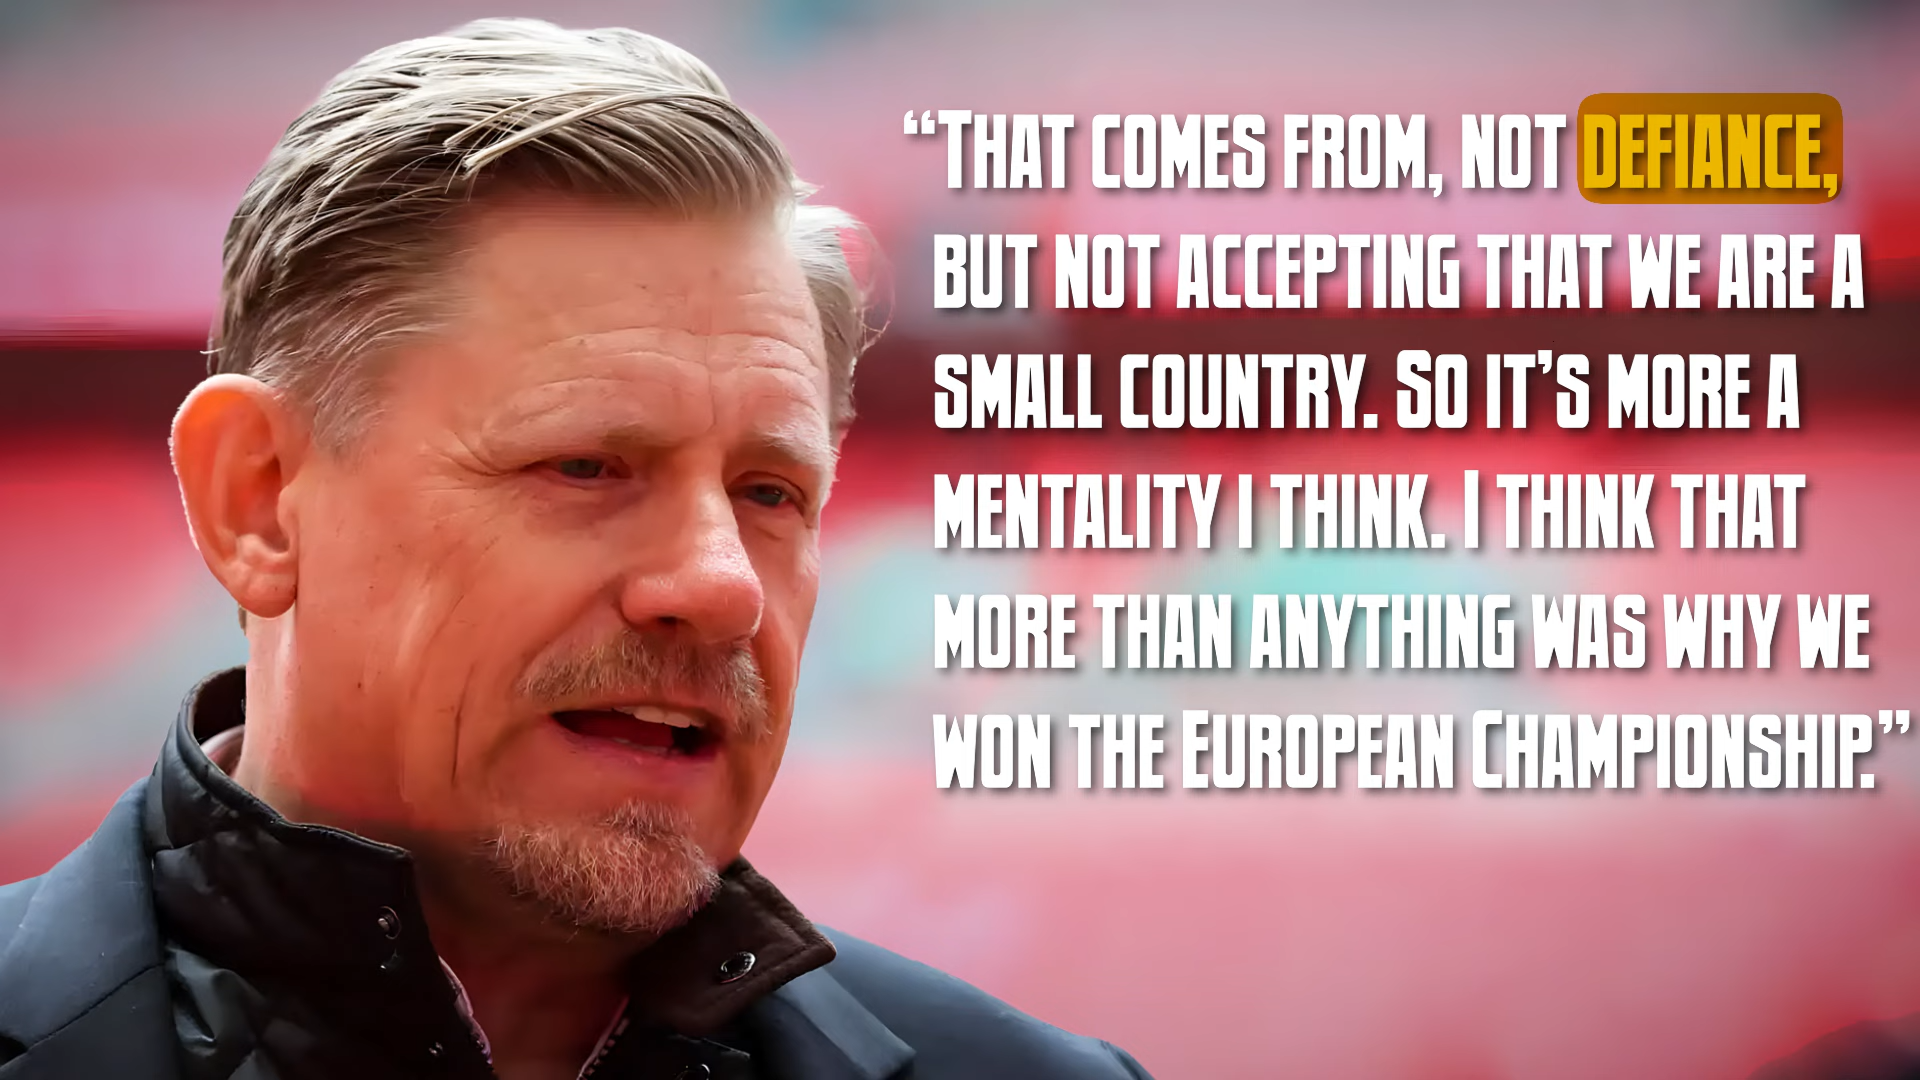 “That comes from, not defiance,
but not accepting that we are a
small country. So it’s more a
mentality i think. I think that
more than anything was why we
won the European Championship.”